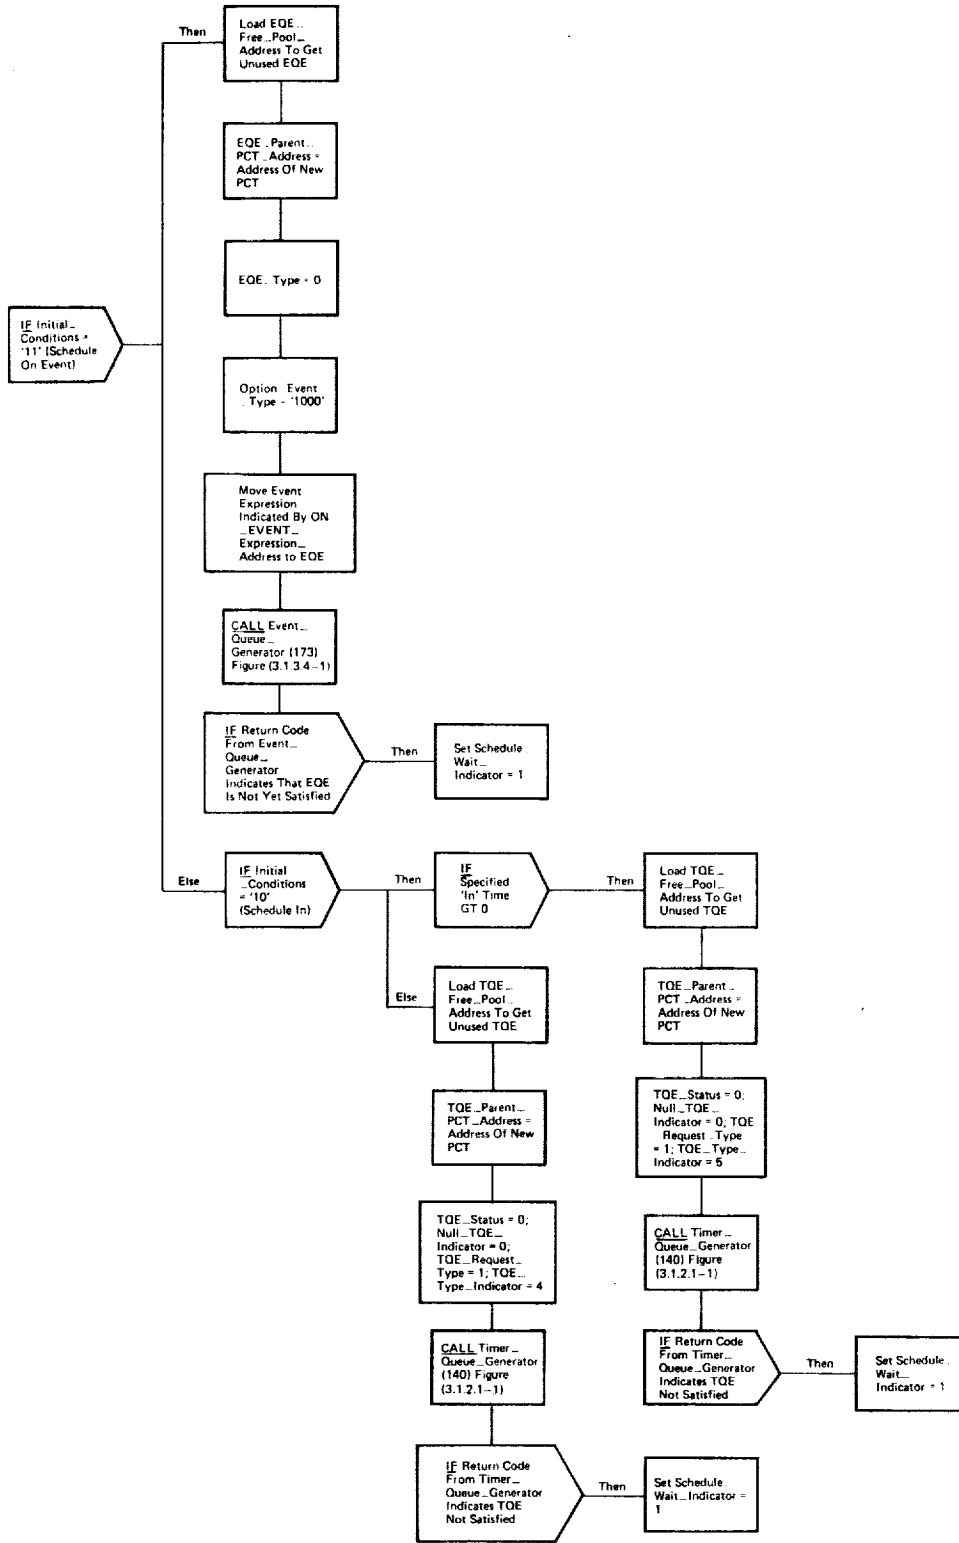 Then
Load EQE_
Free_Pool_
Address To Get
Unused EQE
EQE_Parent_
PCT_Address =
Address Of New
PCT
EQE_Type = 0
IF Initial_
Conditions =
'11' (Schedule
On Event)
Option_Event
_Type = '1000'
Move Event
Expression
Indicated By ON
_EVENT_
Expression_
Address to EQE
CALL Event_
Queue_
Generator (173)
Figure (3.1.3.4-1)
IF Return Code
From Event_
Queue_
Generator
Indicates That EQE
Is Not Yet Satisfied
Then
Set Schedule_
Wait_
Indicator = 1
Else
IF Initial
_Conditions
= '10'
(Schedule In)
Then
IF
Specified
'In' Time
GT 0
Then
Load TQE_
Free_Pool_
Address To Get
Unused TQE
Else
Load TQE_
Free_Pool_
Address To Get
Unused TQE
TQE_Parent_
PCT_Address =
Address Of New
PCT
TQE_Parent_
PCT_Address =
Address Of New
PCT
TQE_Status = 0;
Null_TQE_
Indicator = 0; TQE
_Request_Type
= 1; TQE_Type_
Indicator = 5
TQE_Status = 0;
Null_TQE_
Indicator = 0;
TQE_Request_
Type = 1; TQE_
Type_Indicator = 4
CALL Timer_
Queue_Generator
(140) Figure
(3.1.2.1-1)
CALL Timer_
Queue_Generator
(140) Figure
(3.1.2.1-1)
IF Return Code
From Timer_
Queue_Generator
Indicates TQE
Not Satisfied
Then
Set Schedule_
Wait_
Indicator = 1
IF Return Code
From Timer_
Queue_Generator
Indicates TQE
Not Satisfied
Then
Set Schedule_
Wait_Indicator =
1